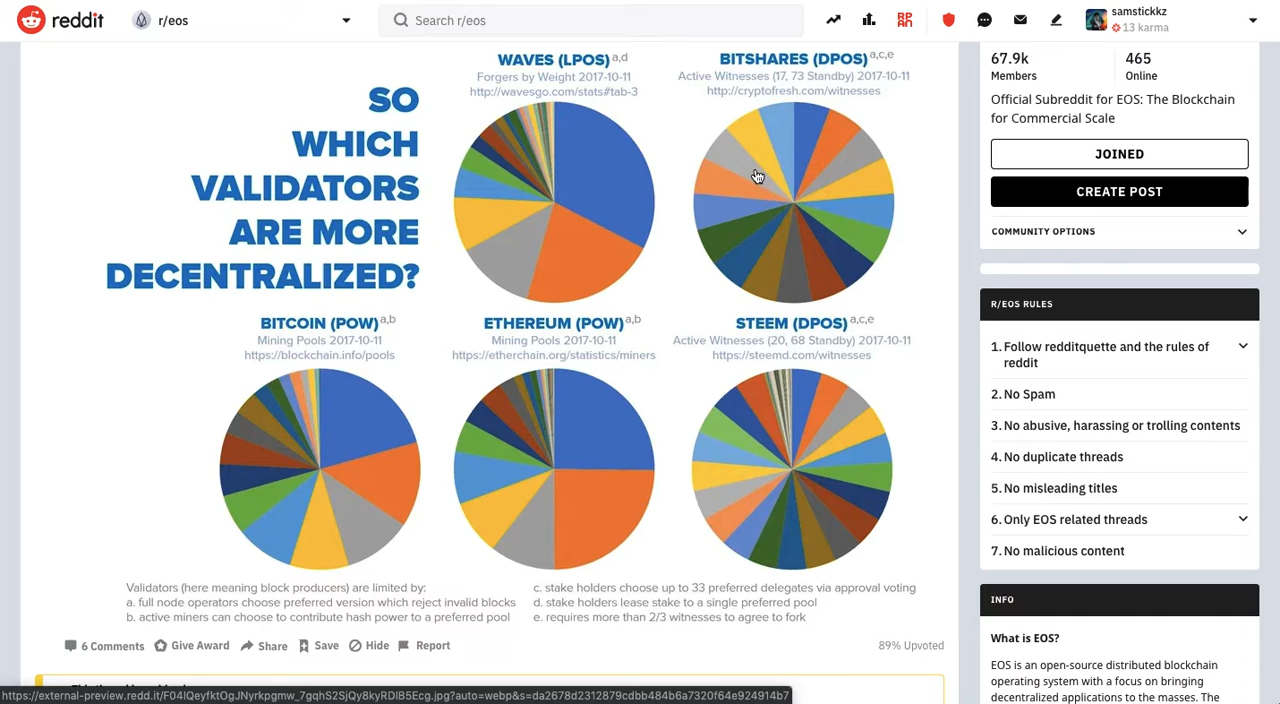 reddit
r/eos
Search r/eos
samstickkz
13 karma
SO
WHICH
VALIDATORS
ARE MORE
DECENTRALIZED?
WAVES (LPOS)a,d
Forgers by Weight 2017-10-11
http://wavesgo.com/stats#tab-3
BITSHARES (DPOS)a,c,e
Active Witnesses (17, 73 Standby) 2017-10-11
http://cryptofresh.com/witnesses
BITCOIN (POW)a,b
Mining Pools 2017-10-11
https://blockchain.info/pools
ETHEREUM (POW)a,b
Mining Pools 2017-10-11
https://etherchain.org/statistics/miners
STEEM (DPOS)a,c,e
Active Witnesses (20, 68 Standby) 2017-10-11
https://steemd.com/witnesses
Validators (here meaning block producers) are limited by:
a. full node operators choose preferred version which reject invalid blocks
b. active miners can choose to contribute hash power to a preferred pool
c. stake holders choose up to 33 preferred delegates via approval voting
d. stake holders lease stake to a single preferred pool
e. requires more than 2/3 witnesses to agree to fork
6 Comments Give Award Share Save Hide Report
89% Upvoted
https://external-preview.redd.it/F04IQeyfktOgJNyrkpgmw_7gqhS2SjQy8kyRDIB5Ecg.jpg?auto=webp&s=da2678d2312879cdbb484b6a7320f64e924914b7
67.9k
Members
465
Online
Official Subreddit for EOS: The Blockchain
for Commercial Scale
JOINED
CREATE POST
COMMUNITY OPTIONS
R/EOS RULES
1. Follow redditquette and the rules of
reddit
2. No Spam
3. No abusive, harassing or trolling contents
4. No duplicate threads
5. No misleading titles
6. Only EOS related threads
7. No malicious content
INFO
What is EOS?
EOS is an open-source distributed blockchain
operating system with a focus on bringing
decentralized applications to the masses. The